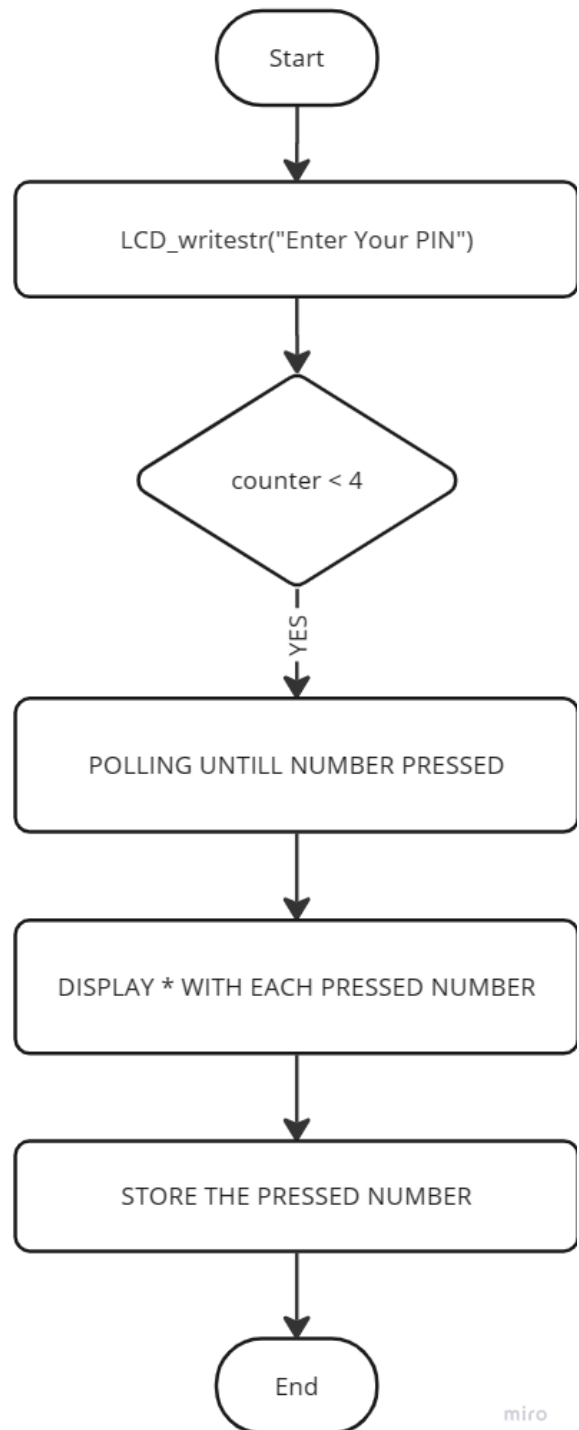 Start
LCD_writestr("Enter Your PIN")
counter < 4
YES
POLLING UNTILL NUMBER PRESSED
DISPLAY * WITH EACH PRESSED NUMBER
STORE THE PRESSED NUMBER
End
miro